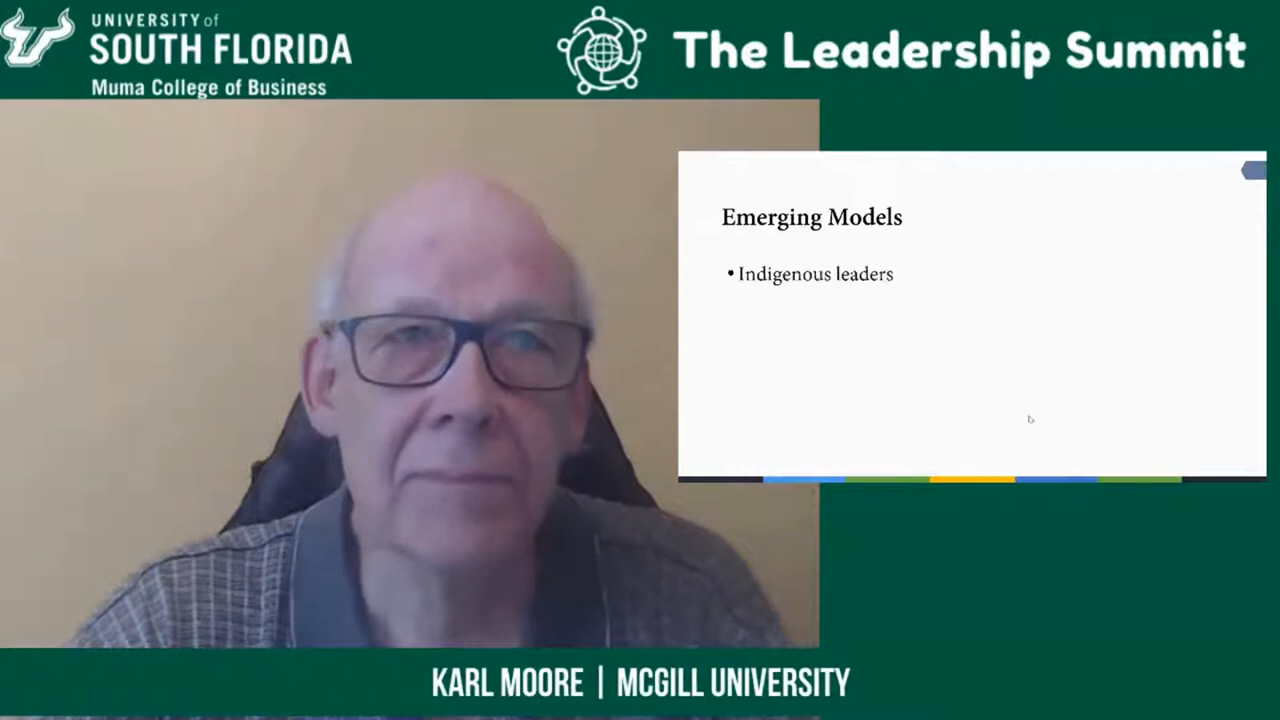 UNIVERSITY of
SOUTH FLORIDA
Muma College of Business
The Leadership Summit
Emerging Models
• Indigenous leaders
KARL MOORE | MCGILL UNIVERSITY